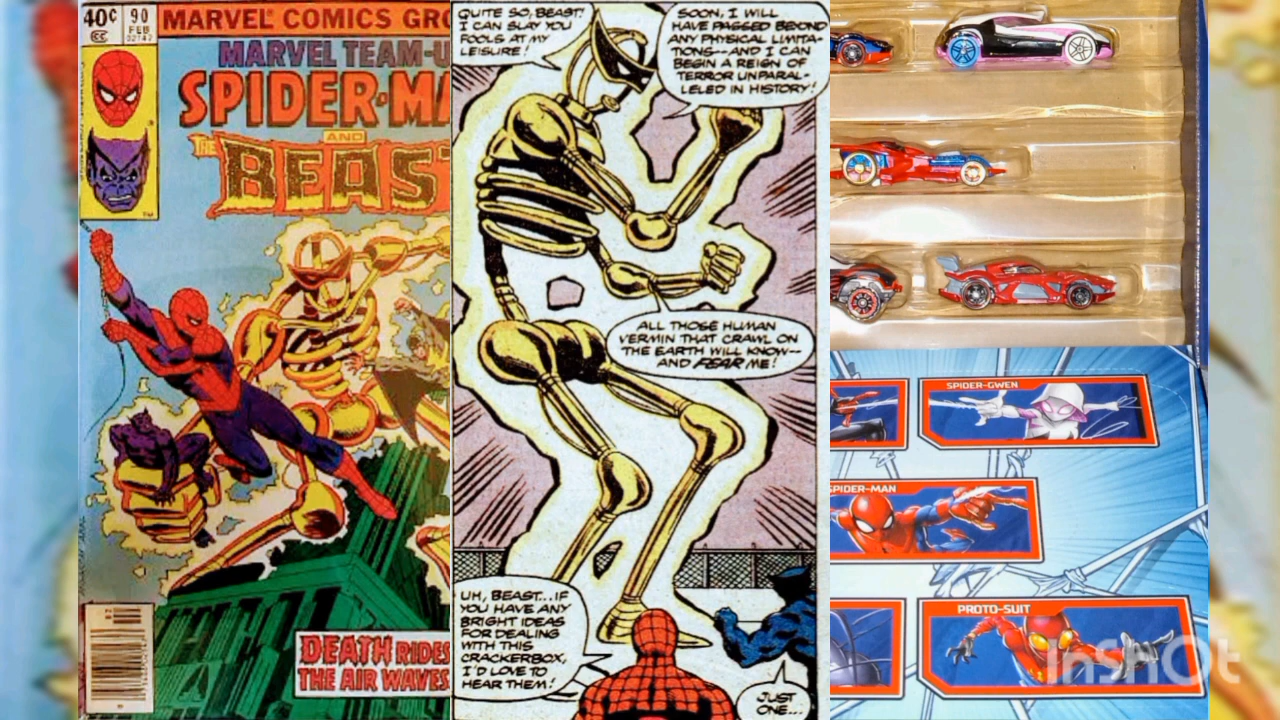 40¢
CC
90
FEB
02147
MARVEL COMICS GRO
MARVEL TEAM-U
SPIDER-MA
AND
THE
BEAST
DEATH RIDES
THE AIR WAVES
QUITE SO, BEAST!
I CAN SLAY YOU
FOOLS AT MY
LEISURE!
SOON, I WILL
HAVE PASSED BEYOND
ANY PHYSICAL LIMITA-
TIONS--AND I CAN
BEGIN A REIGN OF
TERROR UNPARAL-
LELED IN HISTORY!
ALL THOSE HUMAN
VERMIN THAT CRAWL ON
THE EARTH WILL KNOW--
AND FEAR ME!
UH, BEAST...IF
YOU HAVE ANY
BRIGHT IDEAS
FOR DEALING
WITH THIS
CRACKERBOX,
I'D LOVE TO
HEAR THEM!
JUST
ONE...
SPIDER-GWEN
SPIDER-MAN
PROTO-SUIT
InShOt